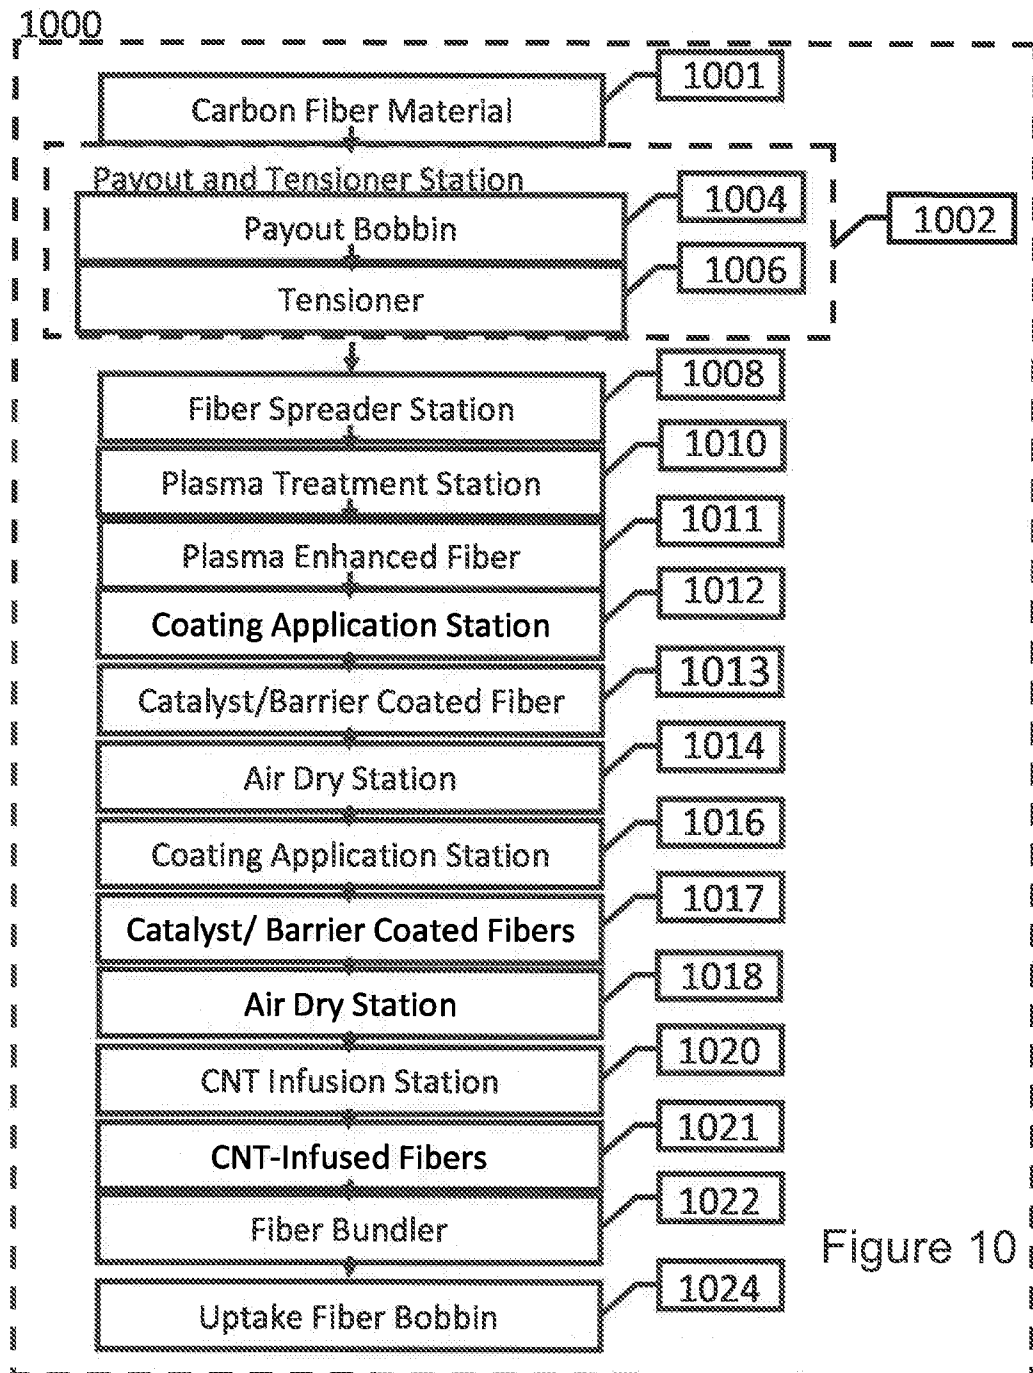 1000
Carbon Fiber Material
1001
Payout and Tensioner Station
Payout Bobbin
1004
1002
Tensioner
1006
Fiber Spreader Station
1008
Plasma Treatment Station
1010
Plasma Enhanced Fiber
1011
Coating Application Station
1012
Catalyst/Barrier Coated Fiber
1013
Air Dry Station
1014
Coating Application Station
1016
Catalyst/ Barrier Coated Fibers
1017
Air Dry Station
1018
CNT Infusion Station
1020
CNT-Infused Fibers
1021
Fiber Bundler
1022
Figure 10
Uptake Fiber Bobbin
1024